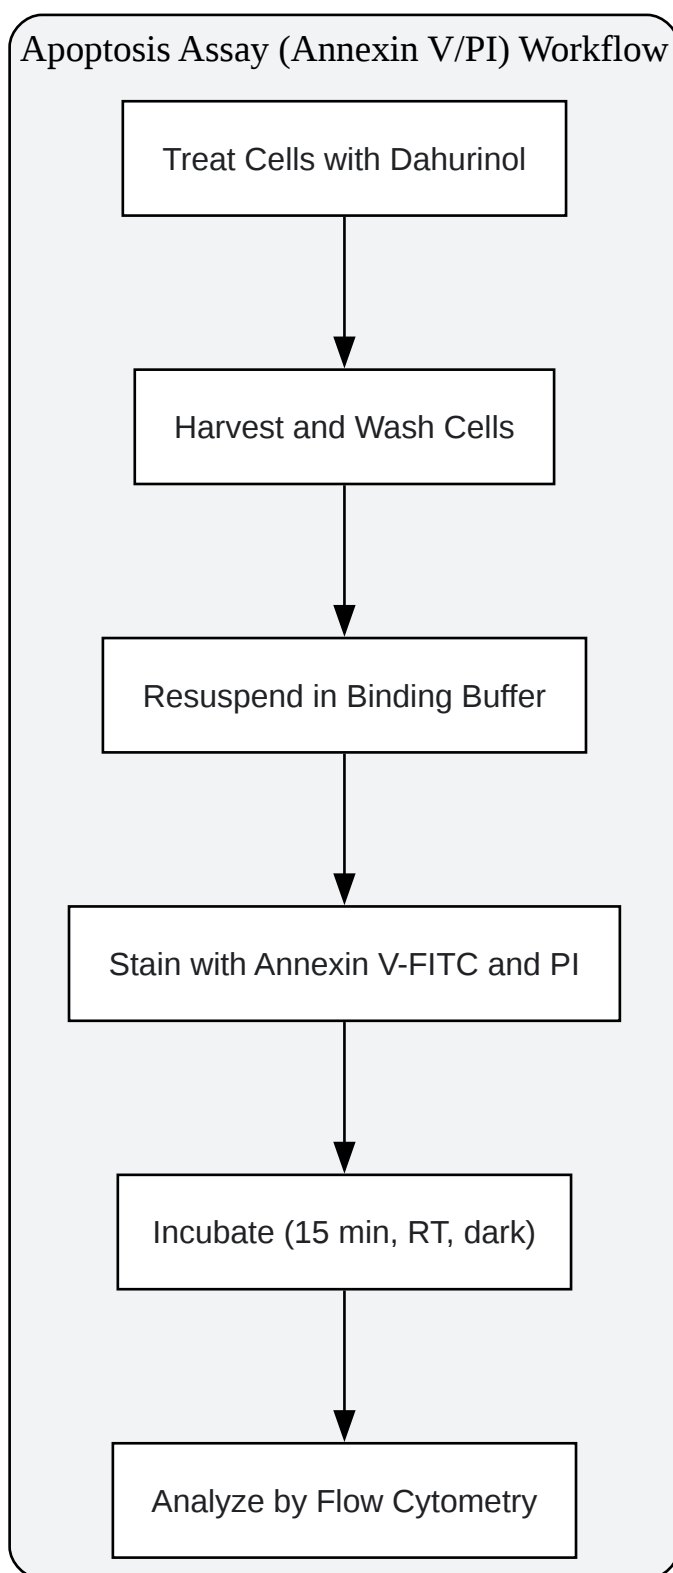 Apoptosis Assay (Annexin V/PI) Workflow
Treat Cells with Dahurinol
Harvest and Wash Cells
Resuspend in Binding Buffer
Stain with Annexin V-FITC and PI
Incubate (15 min, RT, dark)
Analyze by Flow Cytometry